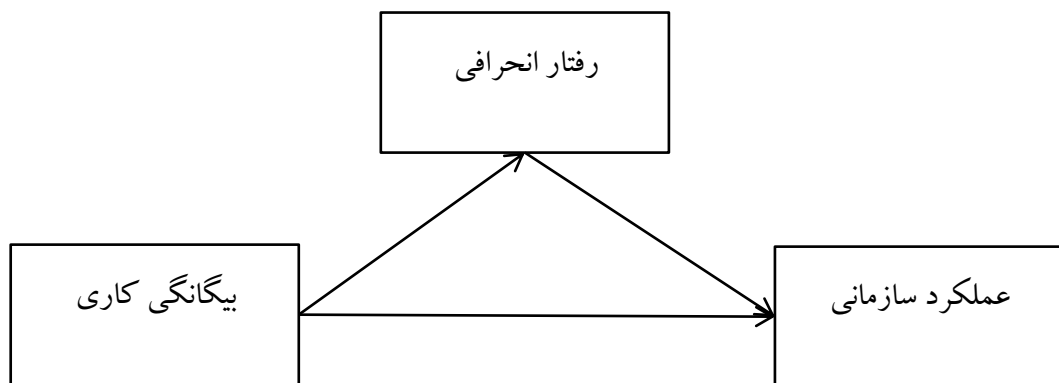 رفتار انحرافی
بیگانگی کاری
عملکرد سازمانی